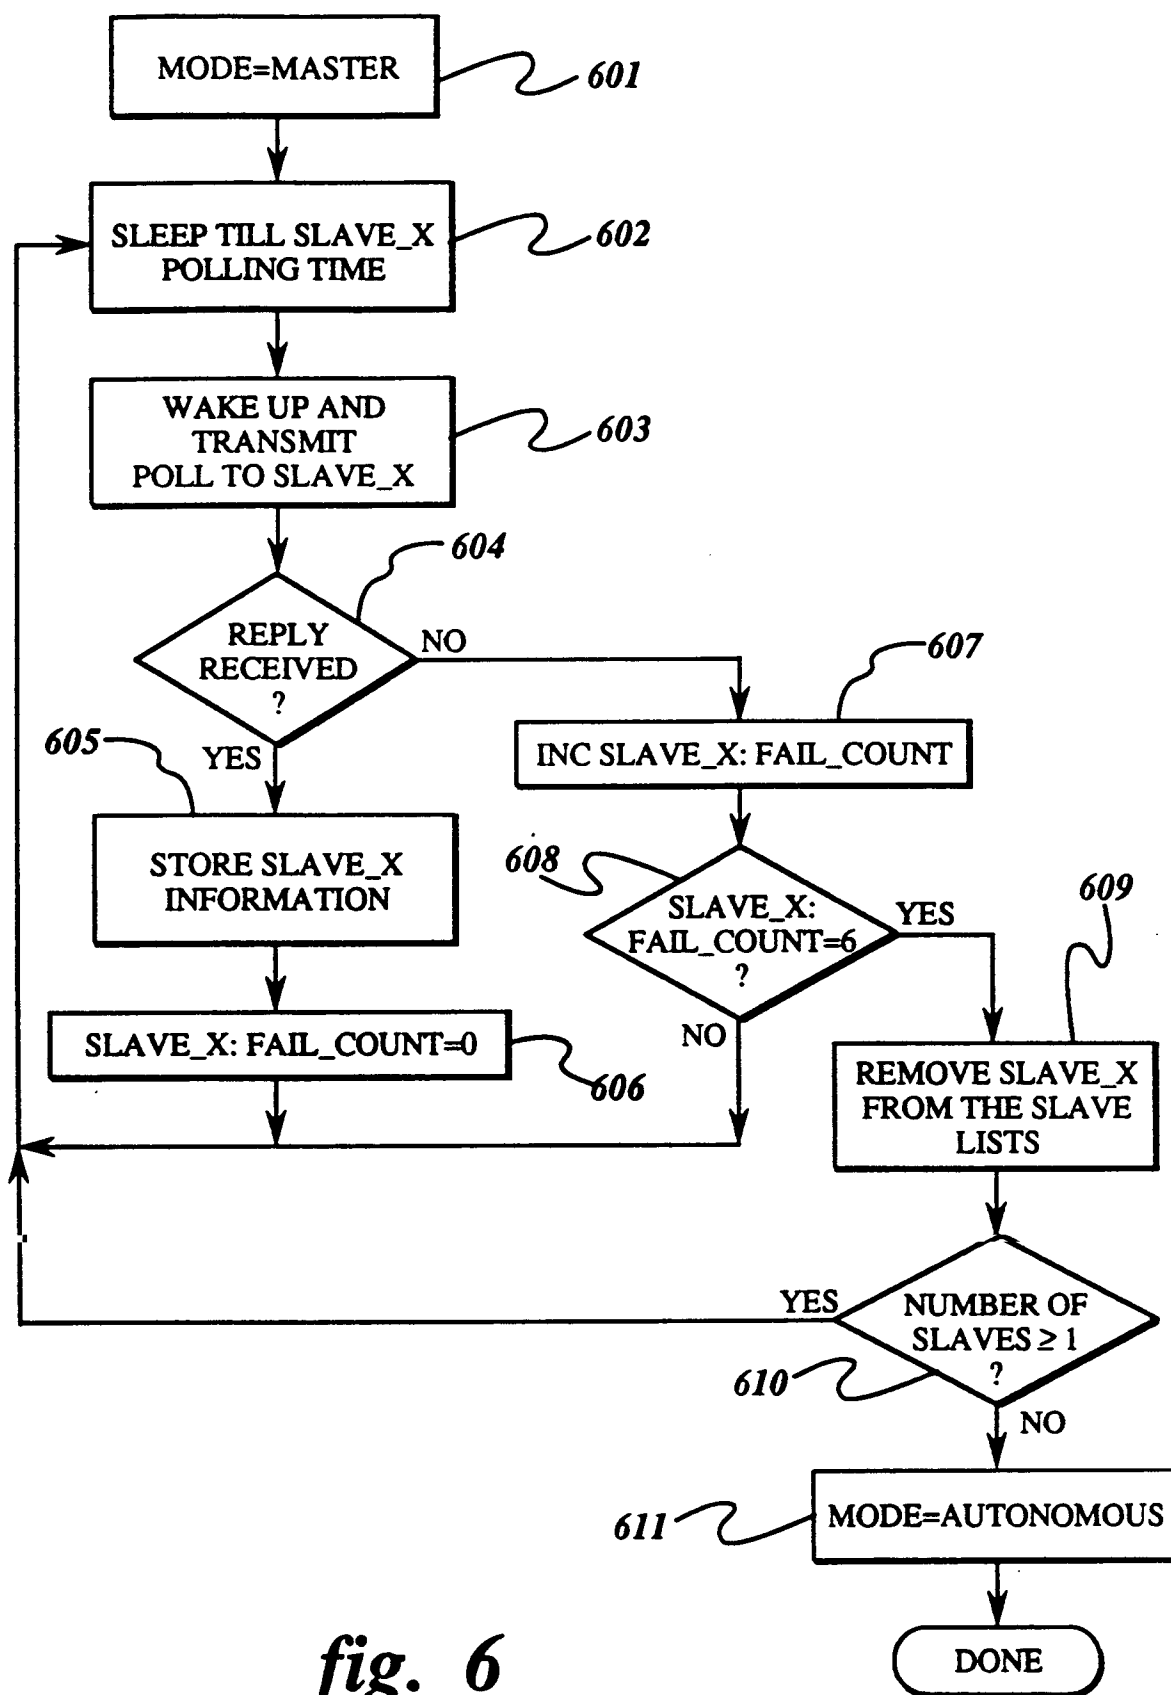 MODE=MASTER
601
SLEEP TILL SLAVE_X
POLLING TIME
602
WAKE UP AND
TRANSMIT
POLL TO SLAVE_X
603
604
REPLY
RECEIVED
?
NO
YES
605
STORE SLAVE_X
INFORMATION
SLAVE_X: FAIL_COUNT=0
606
607
INC SLAVE_X: FAIL_COUNT
608
SLAVE_X:
FAIL_COUNT=6
?
YES
NO
609
REMOVE SLAVE_X
FROM THE SLAVE
LISTS
YES
NUMBER OF
SLAVES ≥ 1
?
610
NO
MODE=AUTONOMOUS
611
DONE
fig. 6